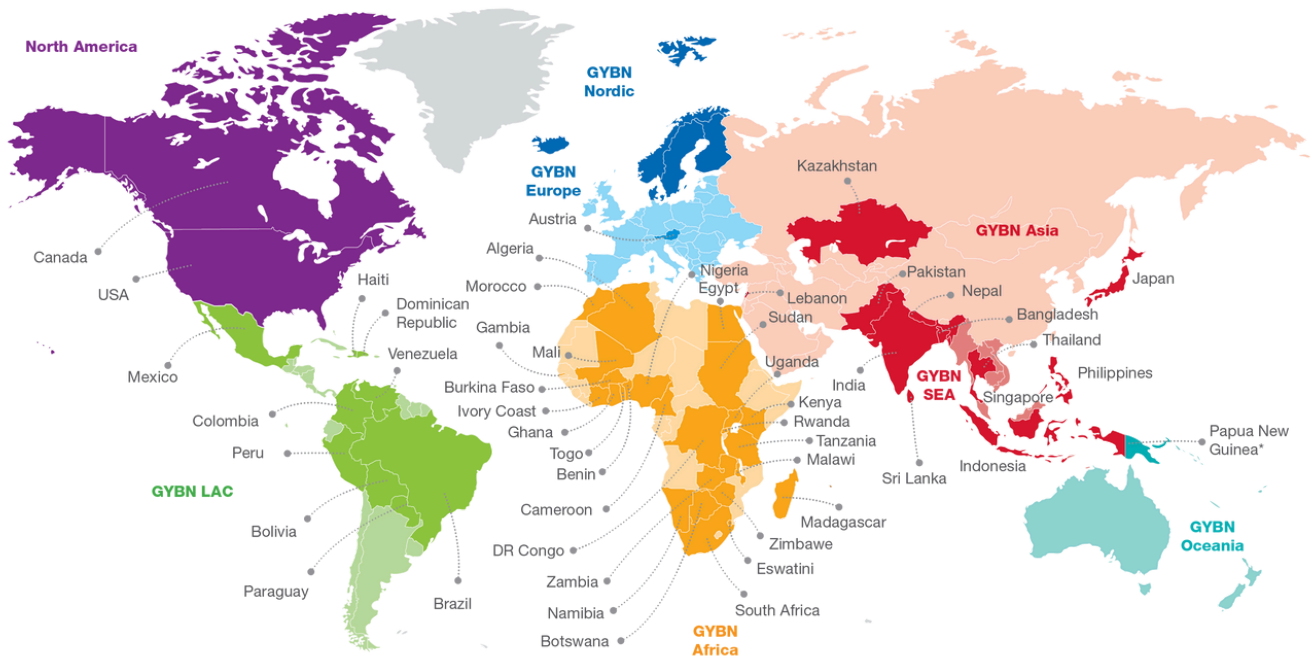 North America
GYBN
Nordic
GYBN
Europe
Kazakhstan
GYBN Asia
Austria
Algeria
Morocco
Gambia
Mali
Burkina Faso
Ivory Coast
Ghana
Togo
Benin
Cameroon
DR Congo
Zambia
Namibia
Botswana
Canada
USA
Haiti
Dominican
Republic
Venezuela
Mexico
Colombia
Peru
GYBN LAC
Bolivia
Paraguay
Brazil
Nigeria
Egypt
Lebanon
Sudan
Uganda
Kenya
Rwanda
Tanzania
Malawi
Madagascar
Zimbawe
Eswatini
South Africa
GYBN
Africa
Pakistan
Nepal
Bangladesh
Thailand
Japan
Philippines
India
GYBN
SEA
Singapore
Sri Lanka
Indonesia
Papua New
Guinea*
GYBN
Oceania